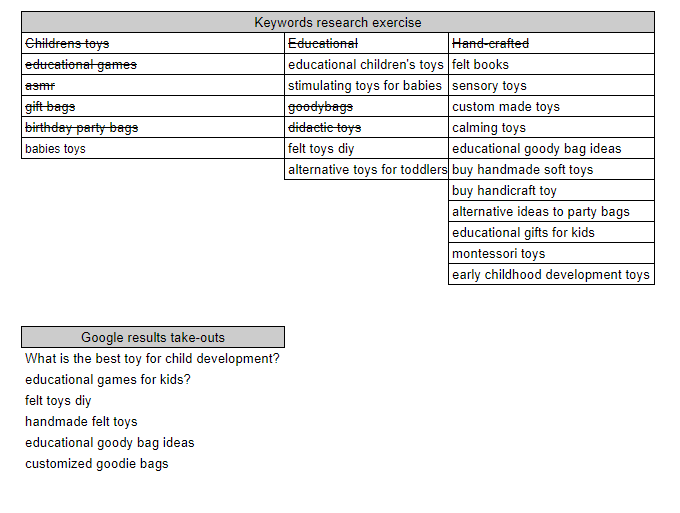 Keywords research exercise
Childrens toys Educational Hand-crafted
educational games educational children's toys felt books
asmr stimulating toys for babies sensory toys
gift bags goodybags custom made toys
birthday party bags didactic toys calming toys
babies toys felt toys diy educational goody bag ideas
alternative toys for toddlers buy handmade soft toys
buy handicraft toy
alternative ideas to party bags
educational gifts for kids
montessori toys
early childhood development toys
Google results take-outs
What is the best toy for child development?
educational games for kids?
felt toys diy
handmade felt toys
educational goody bag ideas
customized goodie bags